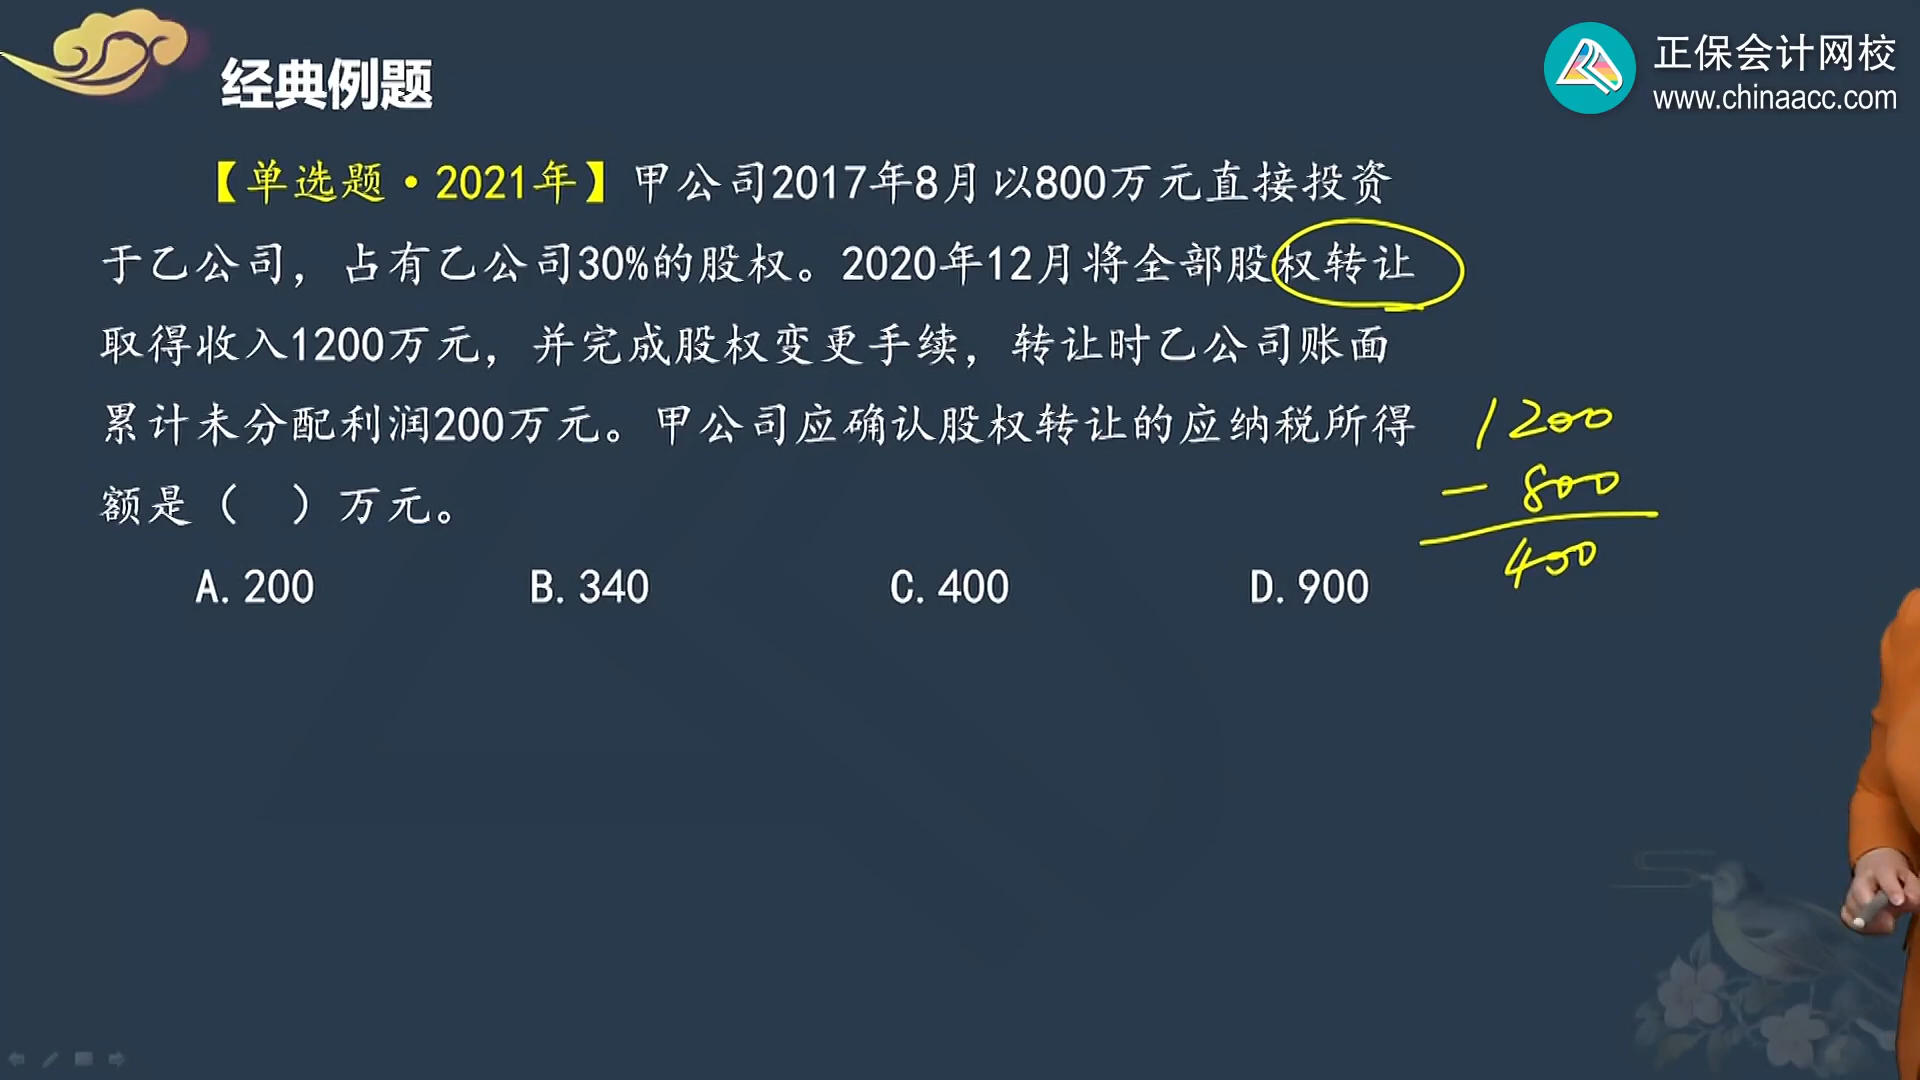 经典例题
正保会计网校
www.chinaacc.com
【单选题·2021年】甲公司2017年8月以800万元直接投资
于乙公司，占有乙公司30%的股权。2020年12月将全部股权转让
取得收入1200万元，并完成股权变更手续，转让时乙公司账面
累计未分配利润200万元。甲公司应确认股权转让的应纳税所得
额是（ ）万元。
A. 200 B. 340 C. 400 D. 900
1200
- 800
400